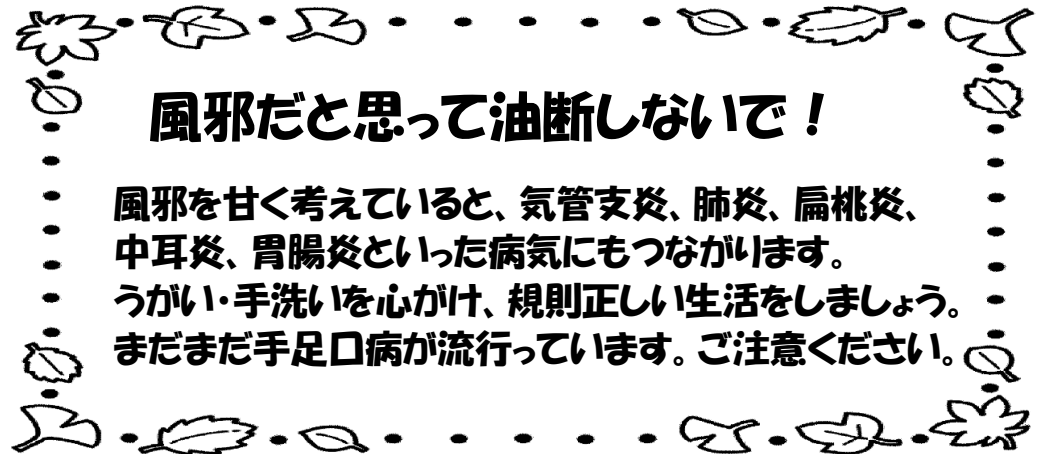 風邪だと思って油断しないで！
風邪を甘く考えていると、気管支炎、肺炎、扁桃炎、
中耳炎、胃腸炎といった病気にもつながります。
うがい・手洗いを心がけ、規則正しい生活をしましょう。
まだまだ手足口病が流行っています。ご注意ください。